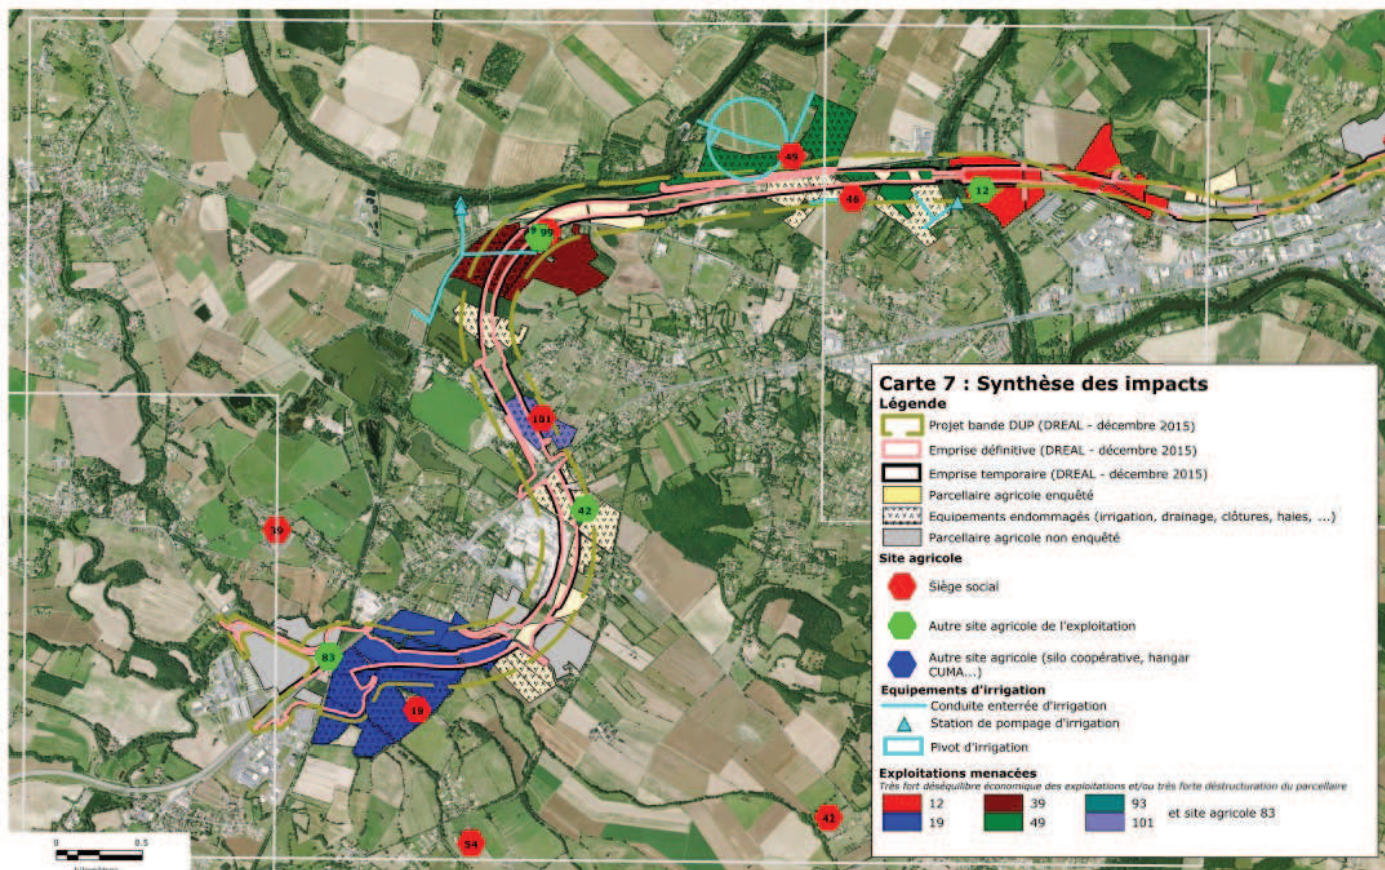 49
12
46
9
101
42
39
83
19
42
54
Carte 7 : Synthèse des impacts
Légende
Projet bande DUP (DREAL - décembre 2015)
Emprise définitive (DREAL - décembre 2015)
Emprise temporaire (DREAL - décembre 2015)
Parcellaire agricole enquêté
Equipements endommagés (irrigation, drainage, clôtures, haies, ...)
Parcellaire agricole non enquêté
Site agricole
Siège social
Autre site agricole de l'exploitation
Autre site agricole (silo coopérative, hangar
CUMA...)
Equipements d'irrigation
Conduite enterrée d'irrigation
Station de pompage d'irrigation
Pivot d'irrigation
Exploitations menacées
Très fort déséquilibre économique des exploitations et/ou très forte déstructuration du parcellaire
12 39 93
et site agricole 83
19 49 101
0 0.5
kilomètres